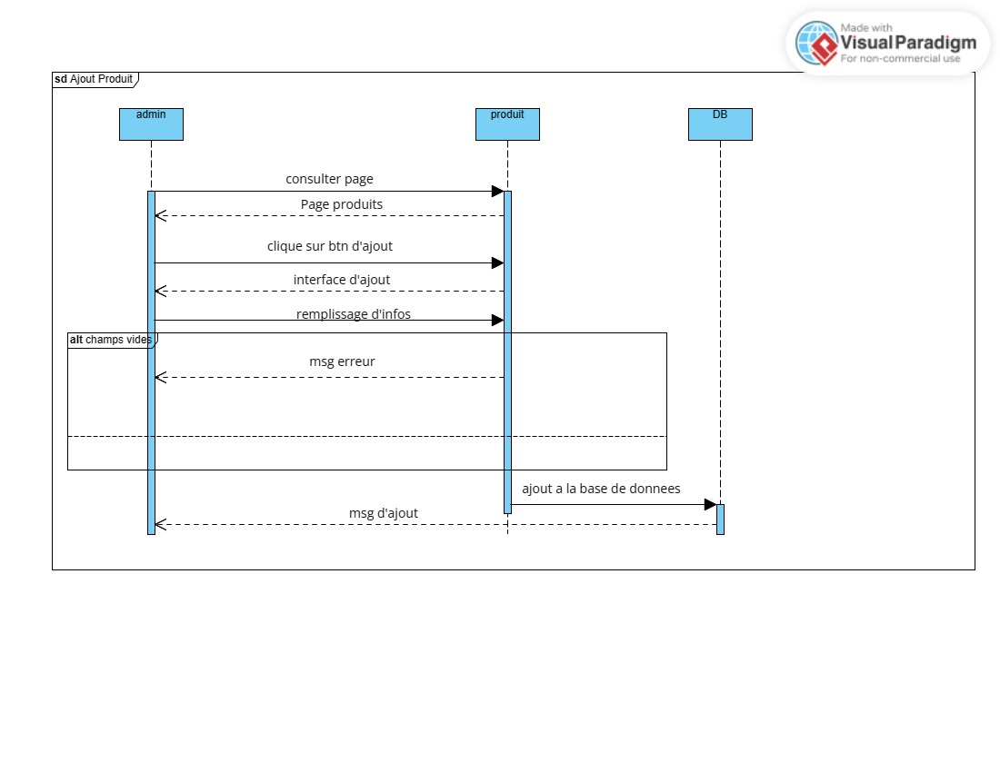 Made with
Visual Paradigm
For non-commercial use
sd Ajout Produit
admin
produit
DB
consulter page
Page produits
clique sur btn d'ajout
interface d'ajout
remplissage d'infos
alt champs vides
msg erreur
ajout a la base de donnees
msg d'ajout